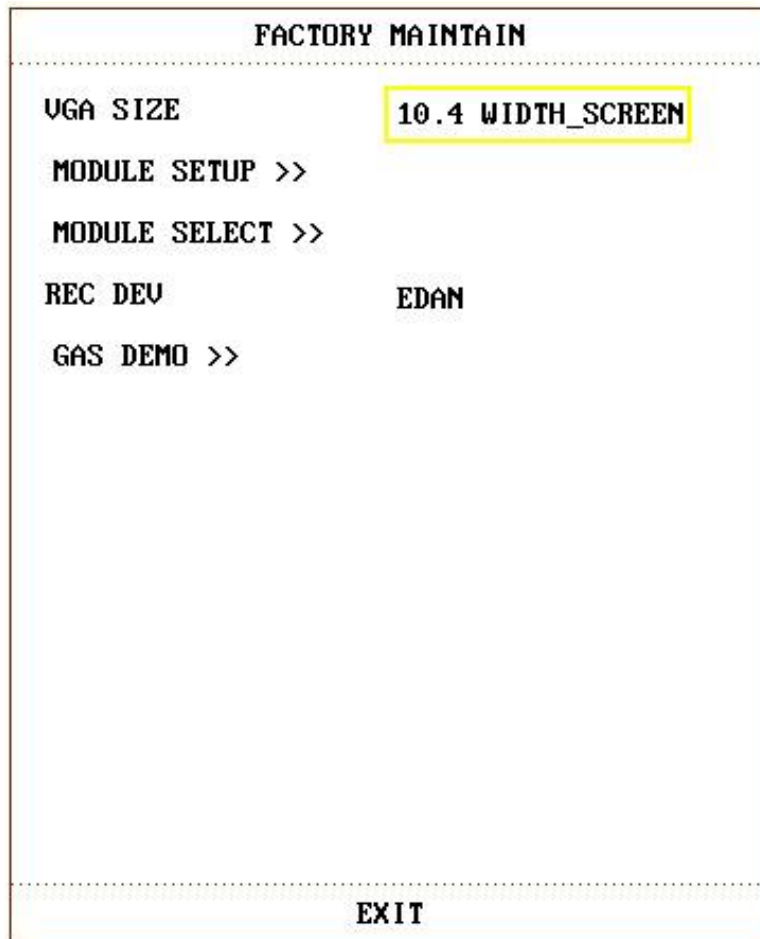 FACTORY MAINTAIN
VGA SIZE 10.4 WIDTH_SCREEN
MODULE SETUP >>
MODULE SELECT >>
REC DEV EDAN
GAS DEMO >>
EXIT